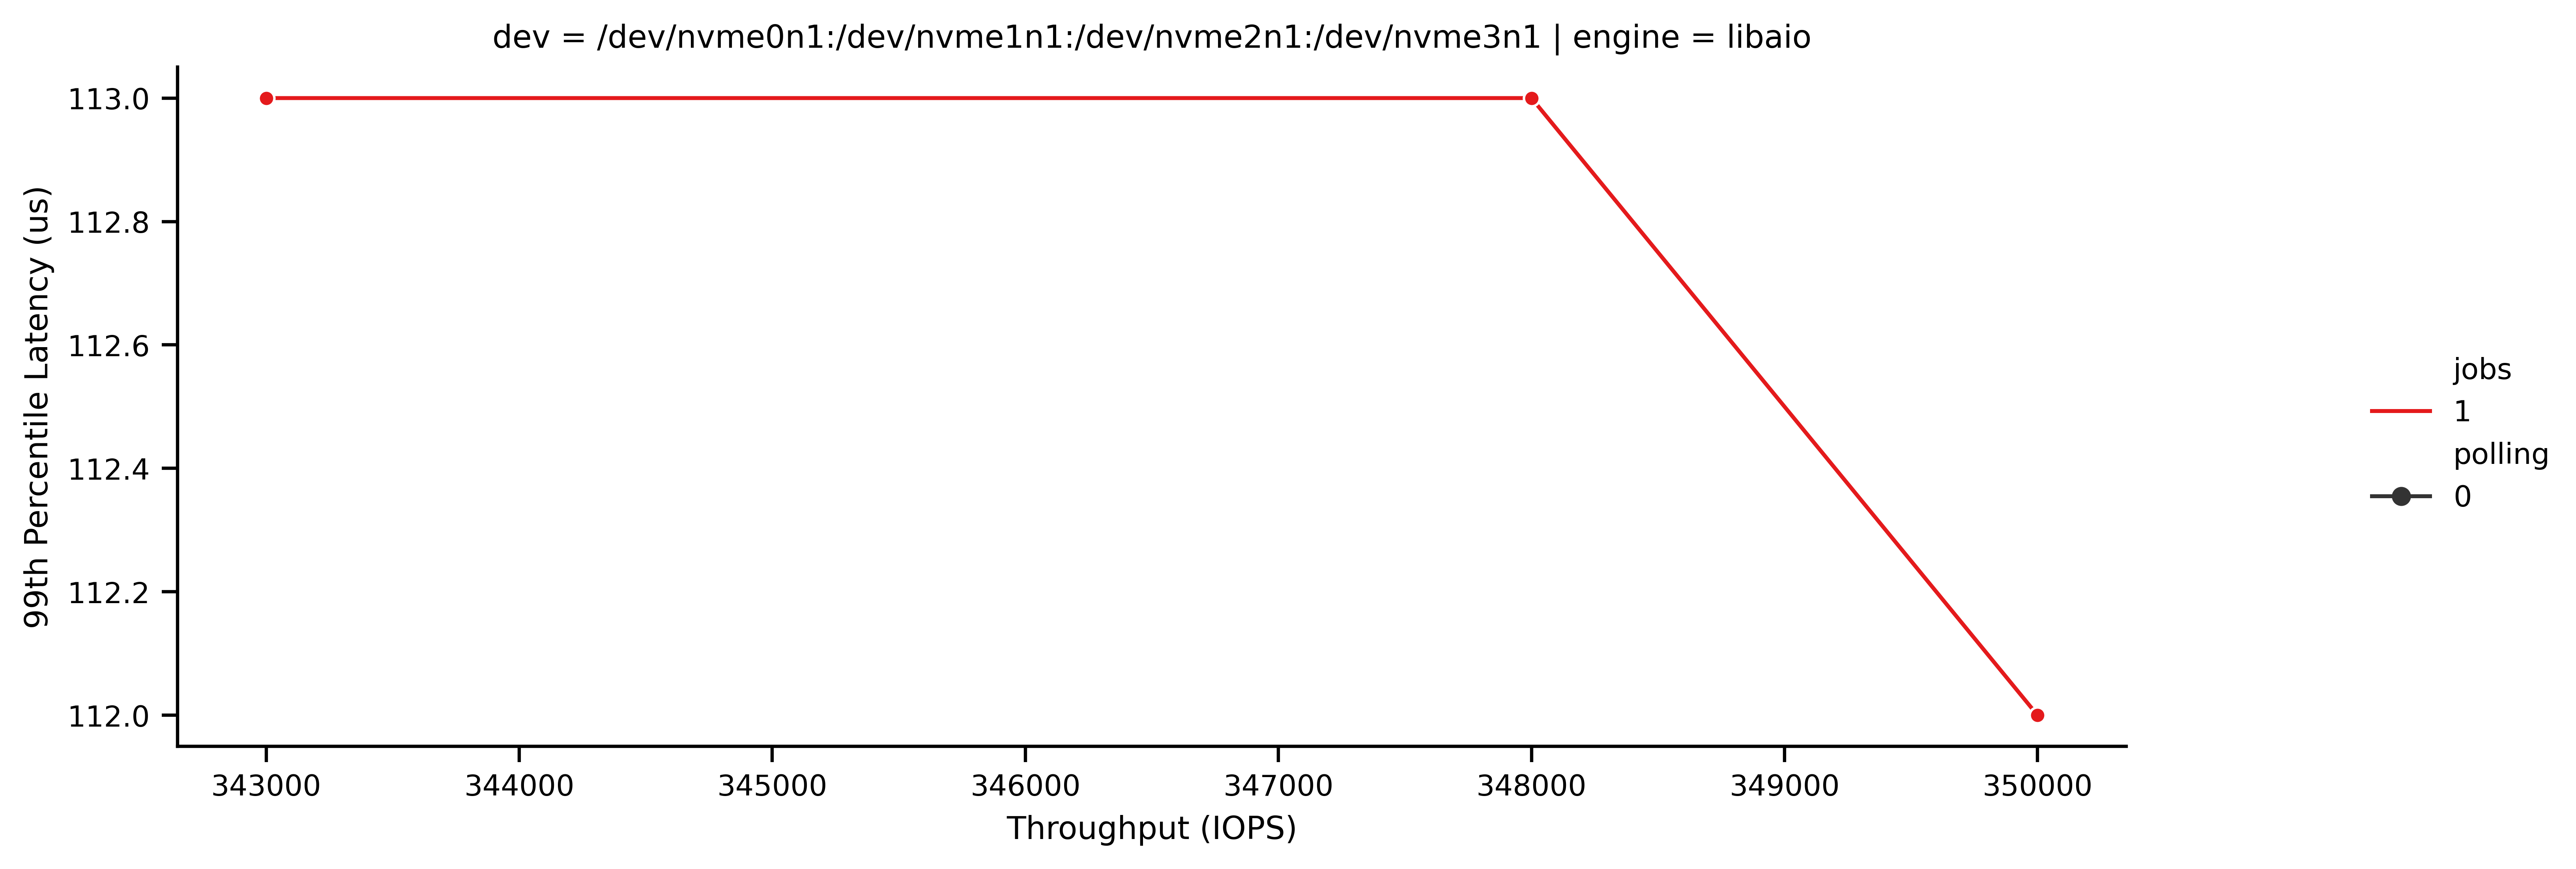 dev = /dev/nvme0n1:/dev/nvme1n1:/dev/nvme2n1:/dev/nvme3n1 | engine = libaio
99th Percentile Latency (us)
113.0
112.8
112.6
112.4
112.2
112.0
343000 344000 345000 346000 347000 348000 349000 350000
Throughput (IOPS)
jobs
1
polling
0